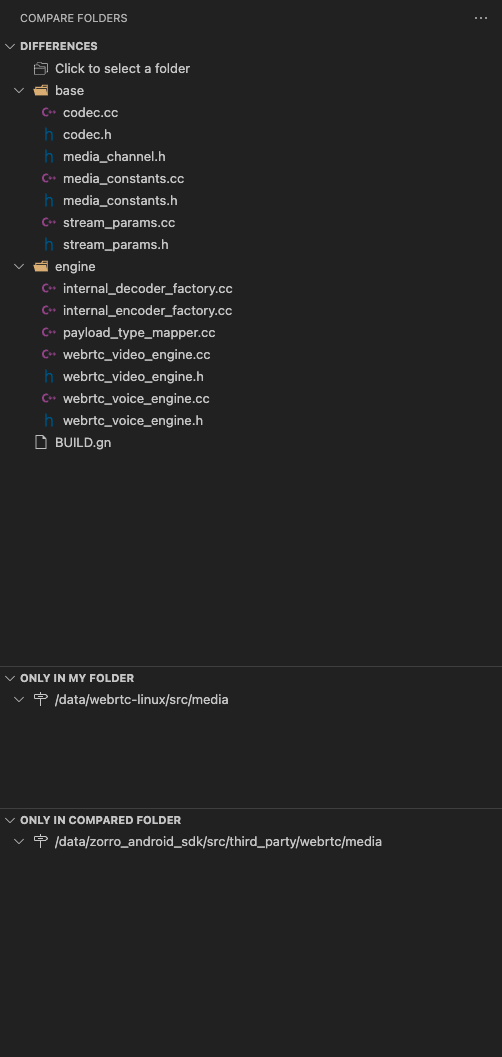 COMPARE FOLDERS
DIFFERENCES
Click to select a folder
base
codec.cc
codec.h
media_channel.h
media_constants.cc
media_constants.h
stream_params.cc
stream_params.h
engine
internal_decoder_factory.cc
internal_encoder_factory.cc
payload_type_mapper.cc
webrtc_video_engine.cc
webrtc_video_engine.h
webrtc_voice_engine.cc
webrtc_voice_engine.h
BUILD.gn
ONLY IN MY FOLDER
/data/webrtc-linux/src/media
ONLY IN COMPARED FOLDER
/data/zorro_android_sdk/src/third_party/webrtc/media